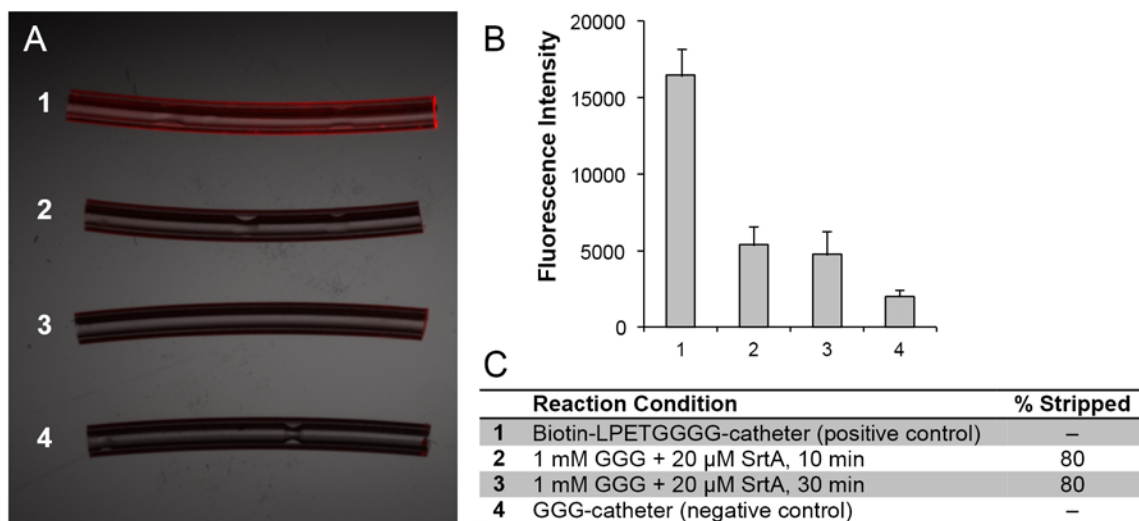 A
1
2
3
4
B
Fluorescence Intensity
20000
15000
10000
5000
0
1 2 3 4
C
Reaction Condition % Stripped
1 Biotin-LPETGGGG-catheter (positive control) –
2 1 mM GGG + 20 µM SrtA, 10 min 80
3 1 mM GGG + 20 µM SrtA, 30 min 80
4 GGG-catheter (negative control) –